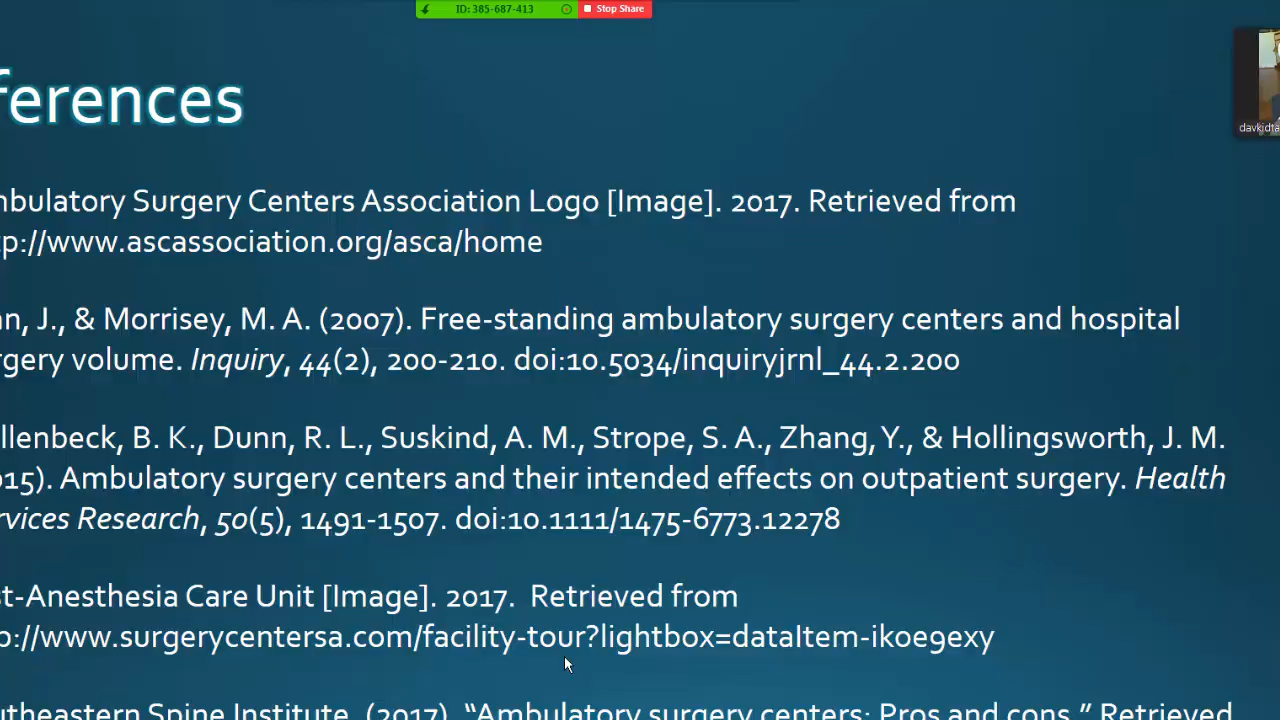 ID: 385-687-413 Stop Share
ferences
davkidta
mbulatory Surgery Centers Association Logo [Image]. 2017. Retrieved from
tp://www.ascassociation.org/asca/home
an, J., & Morrisey, M. A. (2007). Free-standing ambulatory surgery centers and hospital
rgery volume. Inquiry, 44(2), 200-210. doi:10.5034/inquiryjrnl_44.2.200
llenbeck, B. K., Dunn, R. L., Suskind, A. M., Strope, S. A., Zhang, Y., & Hollingsworth, J. M.
015). Ambulatory surgery centers and their intended effects on outpatient surgery. Health
rvices Research, 50(5), 1491-1507. doi:10.1111/1475-6773.12278
st-Anesthesia Care Unit [Image]. 2017. Retrieved from
p://www.surgerycentersa.com/facility-tour?lightbox=dataItem-ikoe9exy
utheastern Spine Institute. (2017). “Ambulatory surgery centers: Pros and cons.” Retrieved